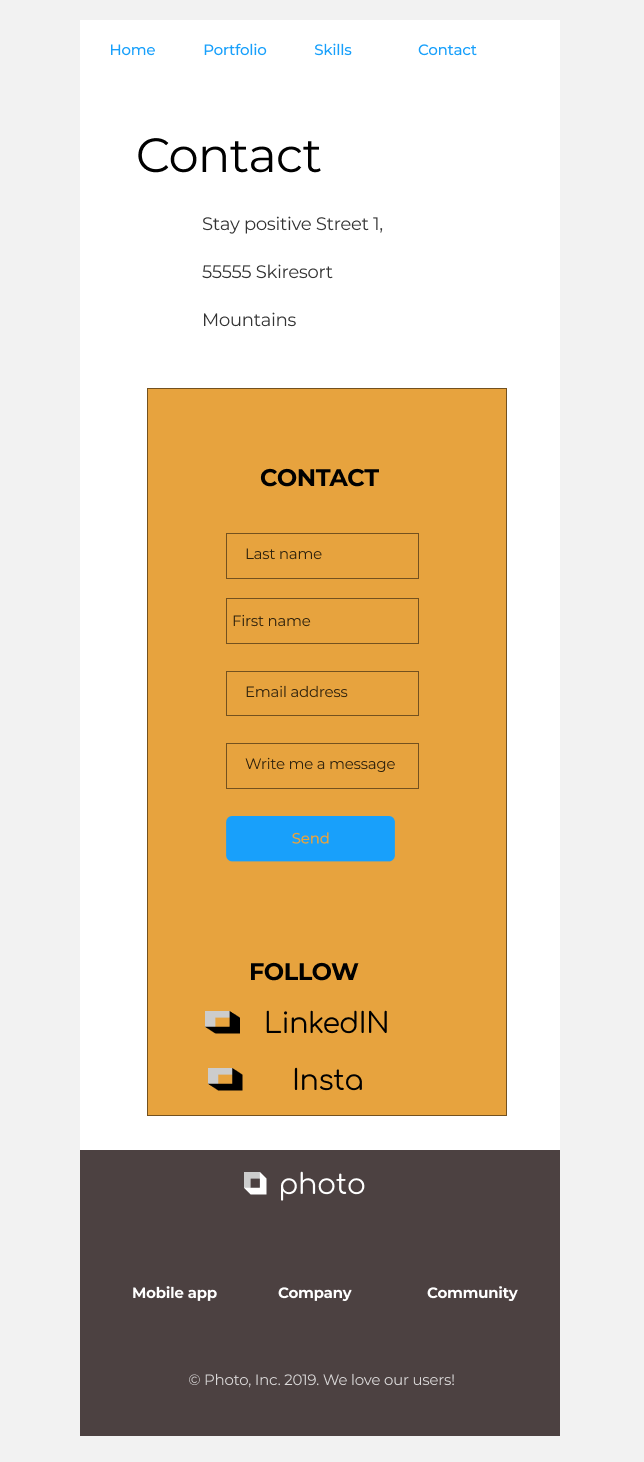 Home Portfolio Skills Contact
Contact
Stay positive Street 1,
55555 Skiresort
Mountains
CONTACT
Last name
First name
Email address
Write me a message
Send
FOLLOW
LinkedIN
Insta
photo
Mobile app Company Community
© Photo, Inc. 2019. We love our users!